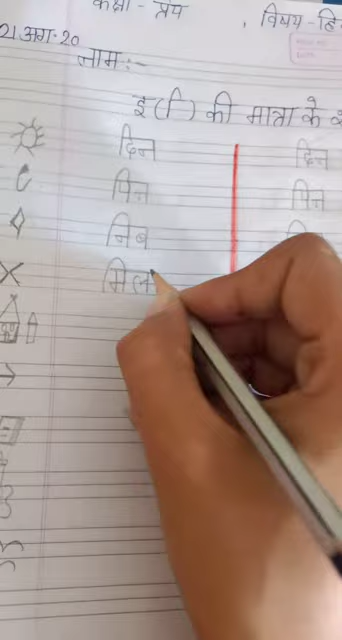 कक्षा - प्रथम , विषय - हि
21 अग. 20
नाम :-
इ (ि) की मात्रा के श
दिन दिन
पिन पिन
निब
मिल